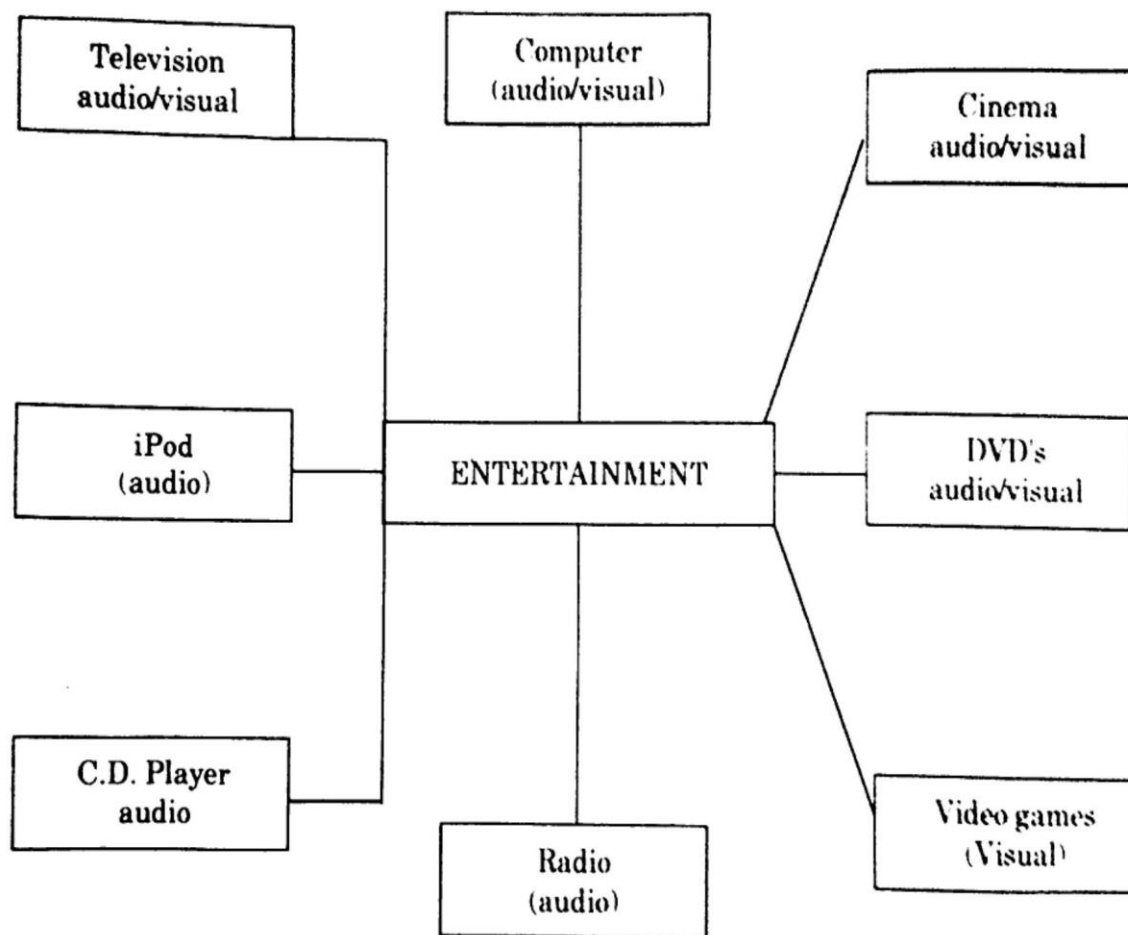 Television
audio/visual
Computer
(audio/visual)
Cinema
audio/visual
iPod
(audio)
ENTERTAINMENT
DVD's
audio/visual
C.D. Player
audio
Radio
(audio)
Video games
(Visual)